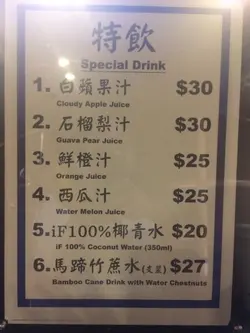 特飲
Special Drink
1. 白蘋果汁 $30
Cloudy Apple Juice
2. 石榴梨汁 $30
Guava Pear Juice
3. 鮮橙汁 $25
Orange Juice
4. 西瓜汁 $25
Water Melon Juice
5. iF100%椰青水 $20
iF 100% Coconut Water (350ml)
6. 馬蹄竹蔗水 $27
Bamboo Cane Drink with Water Chestnute